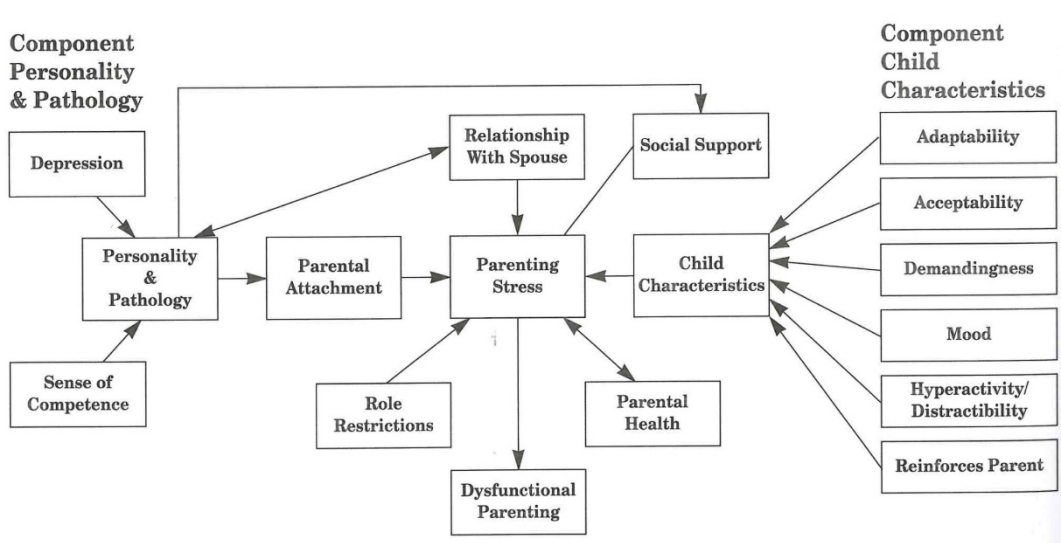 Component
Personality
& Pathology
Component
Child
Characteristics
Depression
Relationship
With Spouse
Social Support
Adaptability
Acceptability
Personality
&
Pathology
Parental
Attachment
Parenting
Stress
Child
Characteristics
Demandingness
Mood
Sense of
Competence
Role
Restrictions
Parental
Health
Hyperactivity/
Distractibility
Reinforces Parent
Dysfunctional
Parenting